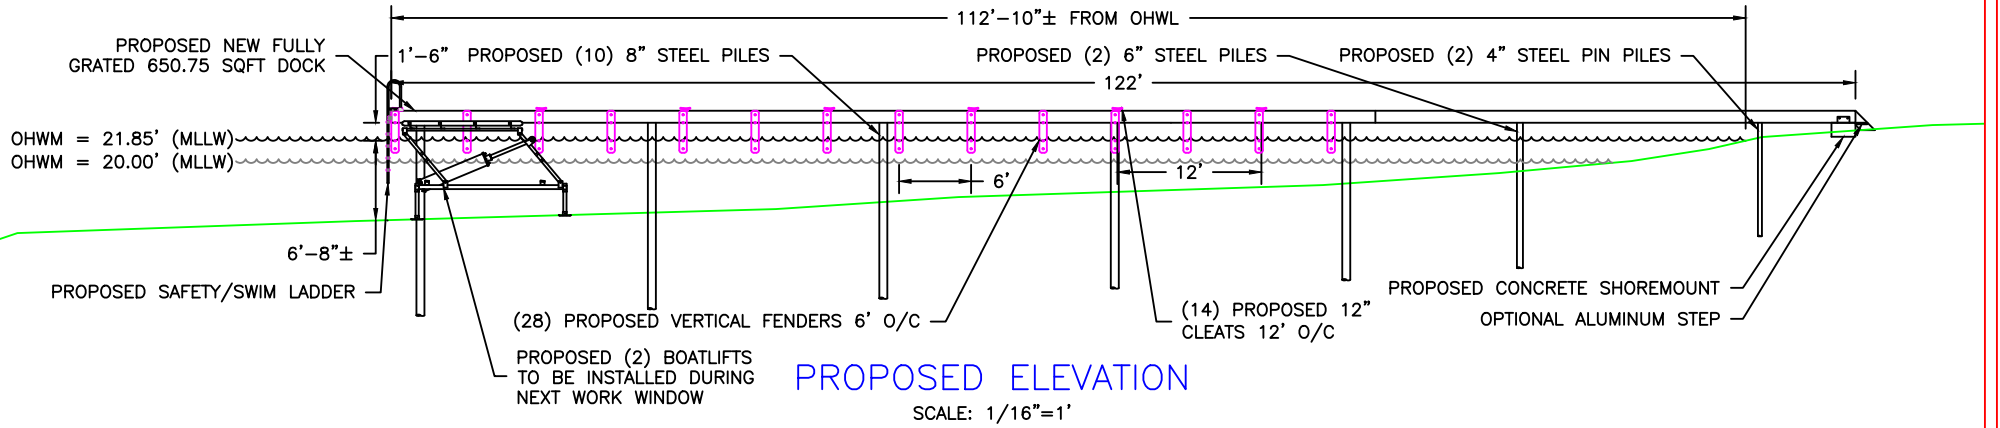 112'-10"± FROM OHWL
PROPOSED NEW FULLY
GRATED 650.75 SQFT DOCK
1'-6"
PROPOSED (10) 8" STEEL PILES
PROPOSED (2) 6" STEEL PILES
PROPOSED (2) 4" STEEL PIN PILES
122'
OHWM = 21.85' (MLLW)
OHWM = 20.00' (MLLW)
6'
12'
6'-8"±
PROPOSED SAFETY/SWIM LADDER
(28) PROPOSED VERTICAL FENDERS 6' O/C
(14) PROPOSED 12"
CLEATS 12' O/C
PROPOSED CONCRETE SHOREMOUNT
OPTIONAL ALUMINUM STEP
PROPOSED (2) BOATLIFTS
TO BE INSTALLED DURING
NEXT WORK WINDOW
PROPOSED ELEVATION
SCALE: 1/16"=1'